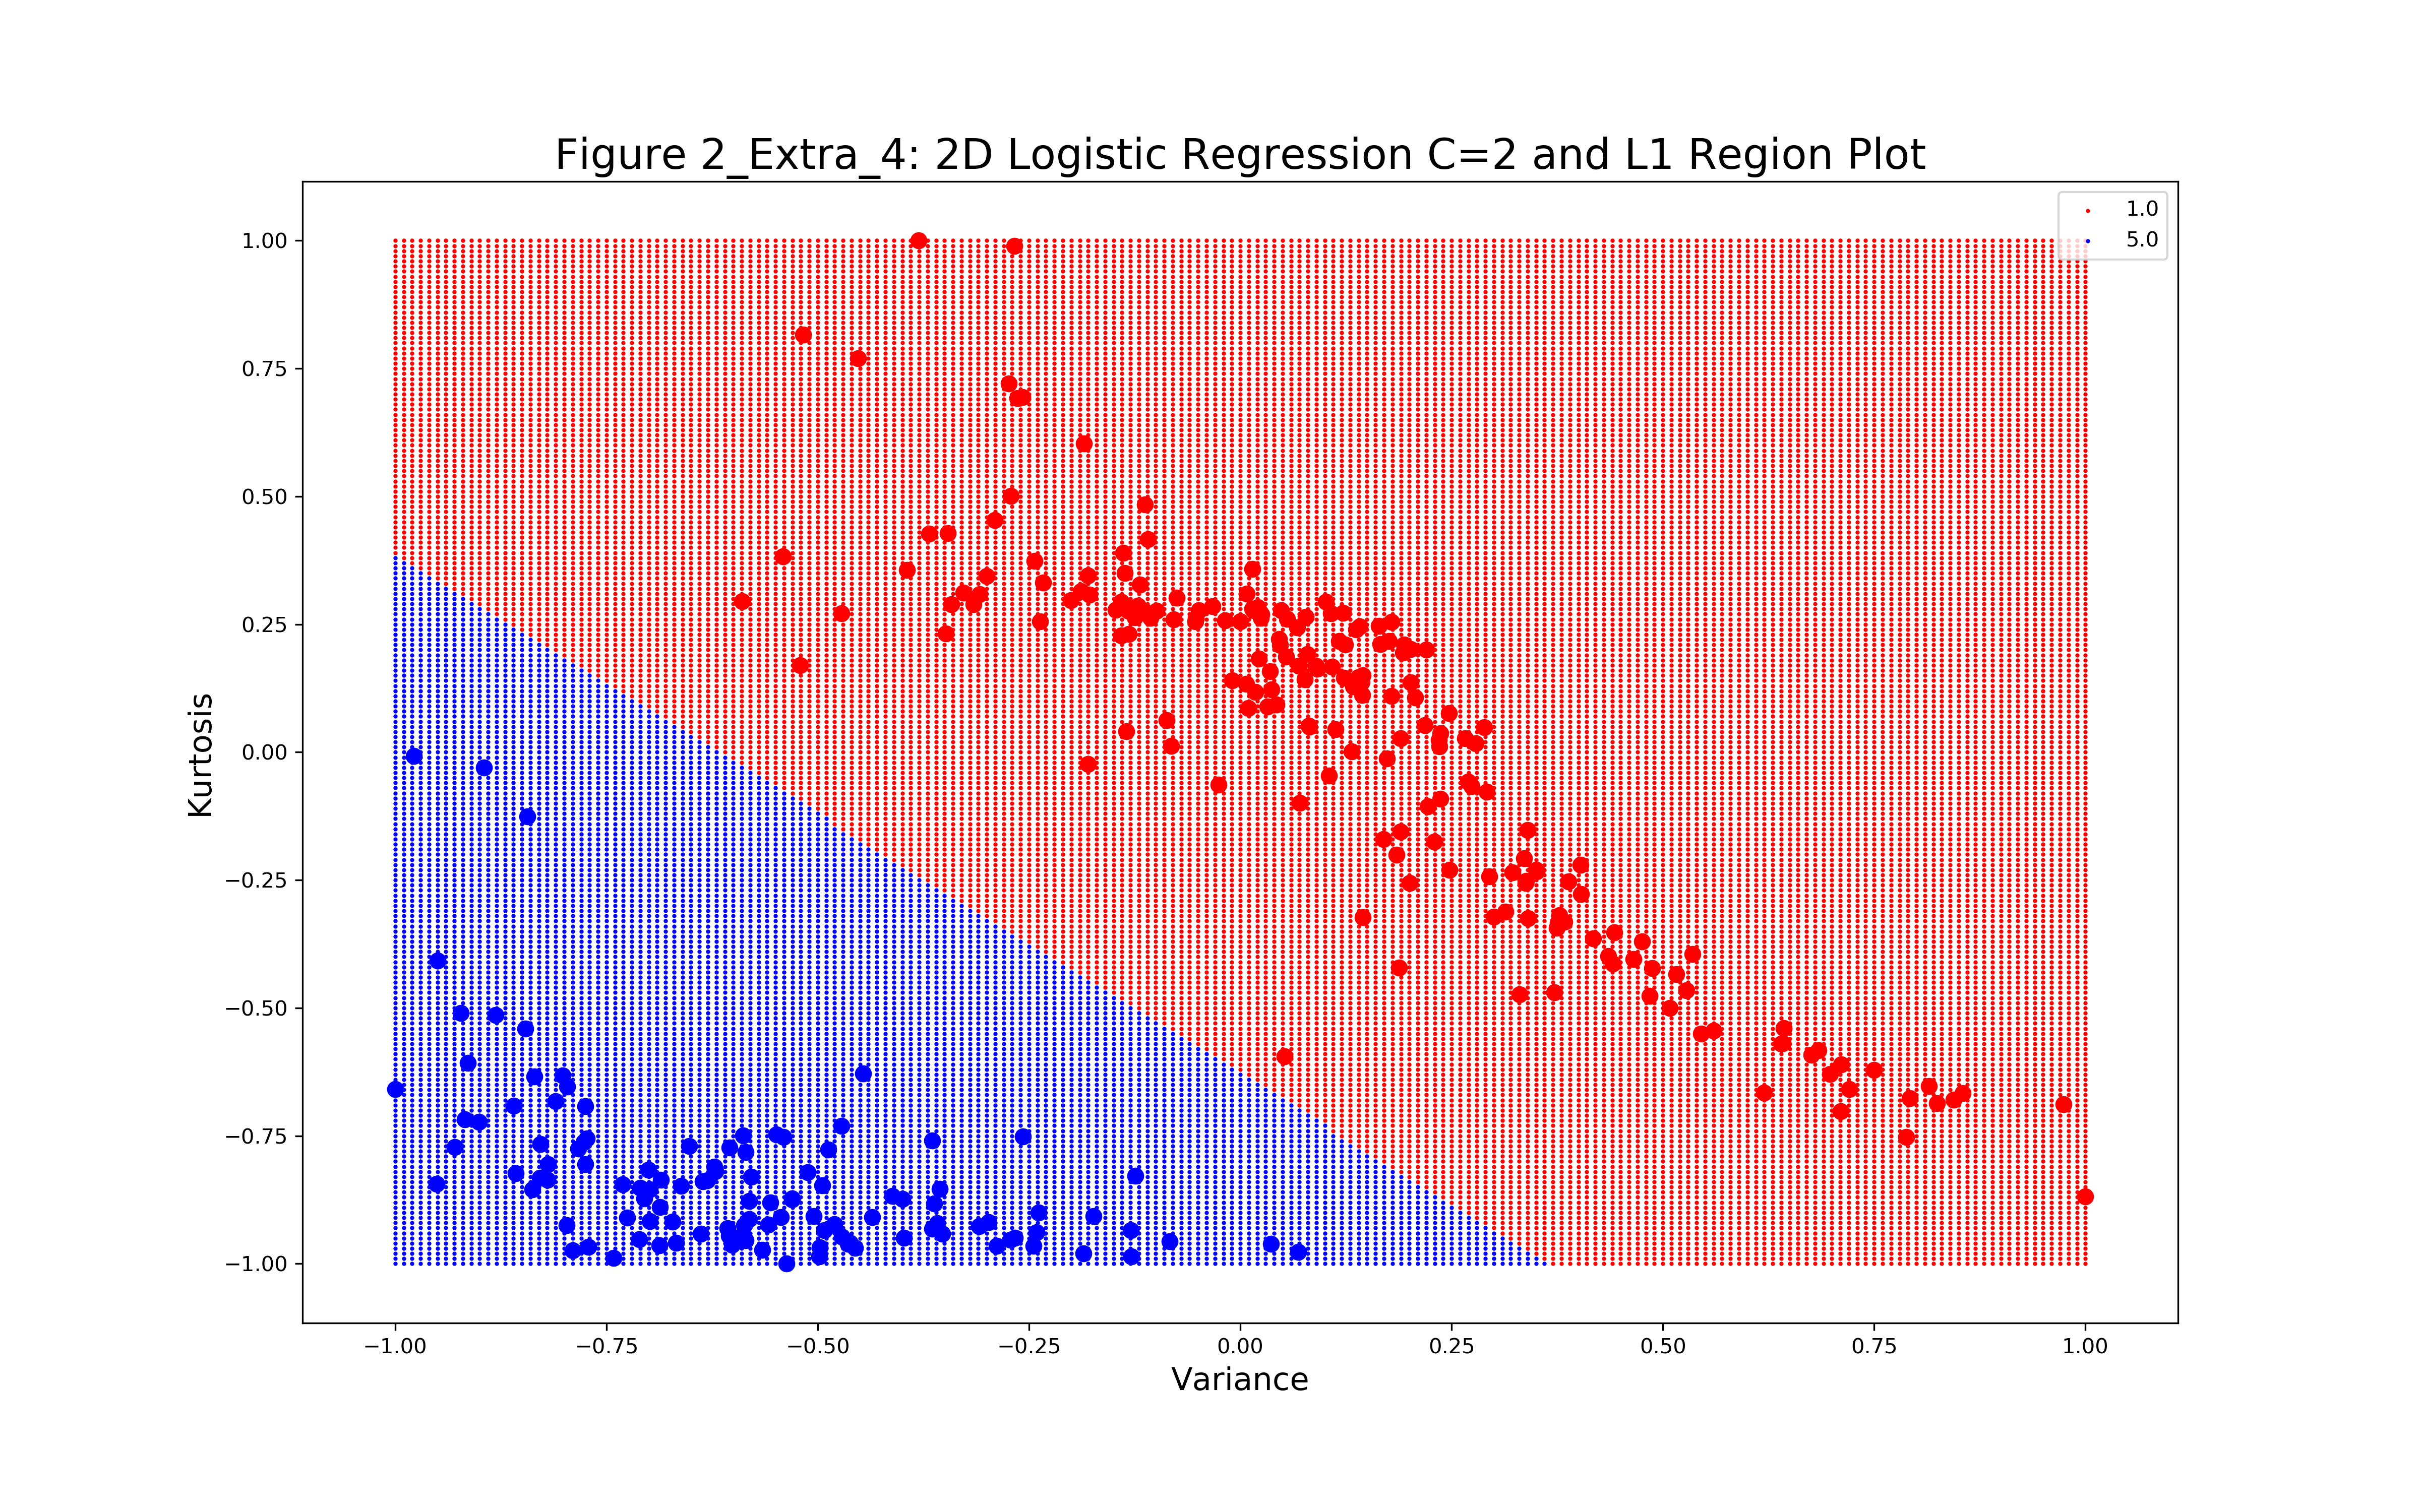 Figure 2_Extra_4: 2D Logistic Regression C=2 and L1 Region Plot
1.0
5.0
1.00
0.75
0.50
0.25
0.00
−0.25
−0.50
−0.75
−1.00
Kurtosis
−1.00 −0.75 −0.50 −0.25 0.00 0.25 0.50 0.75 1.00
Variance